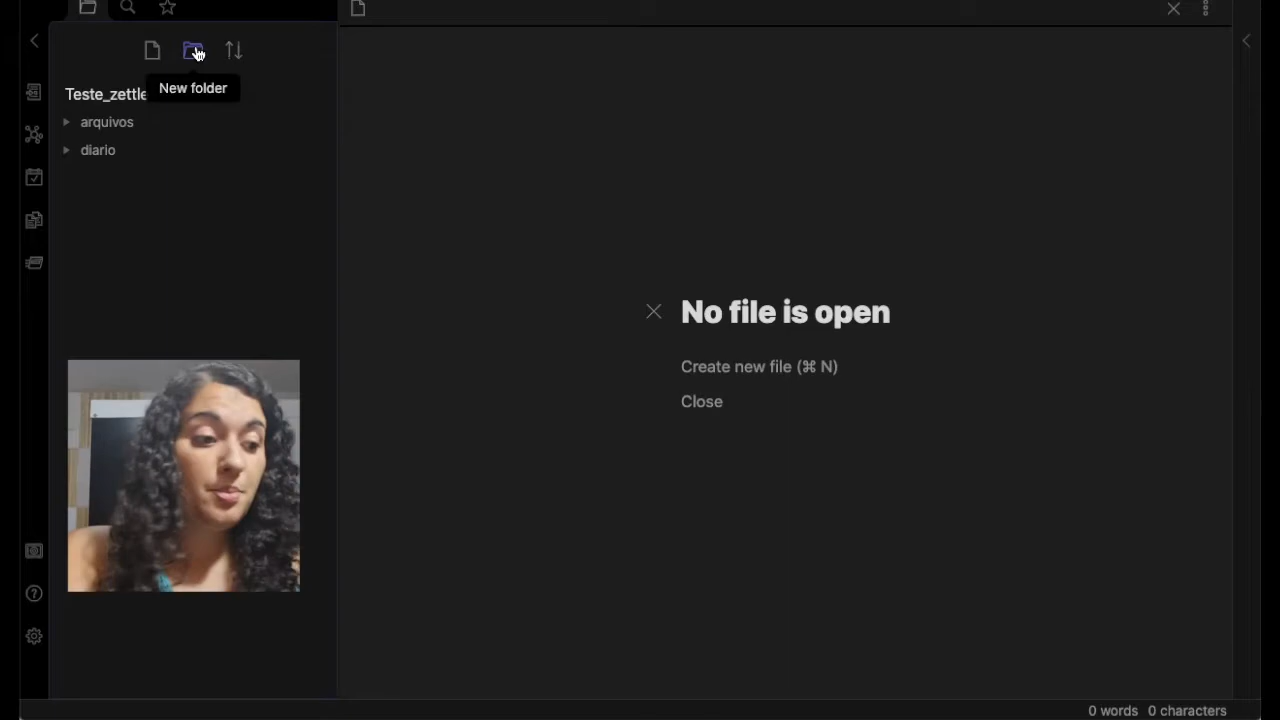 New folder
Teste_zettle
arquivos
diario
No file is open
Create new file (⌘ N)
Close
0 words 0 characters